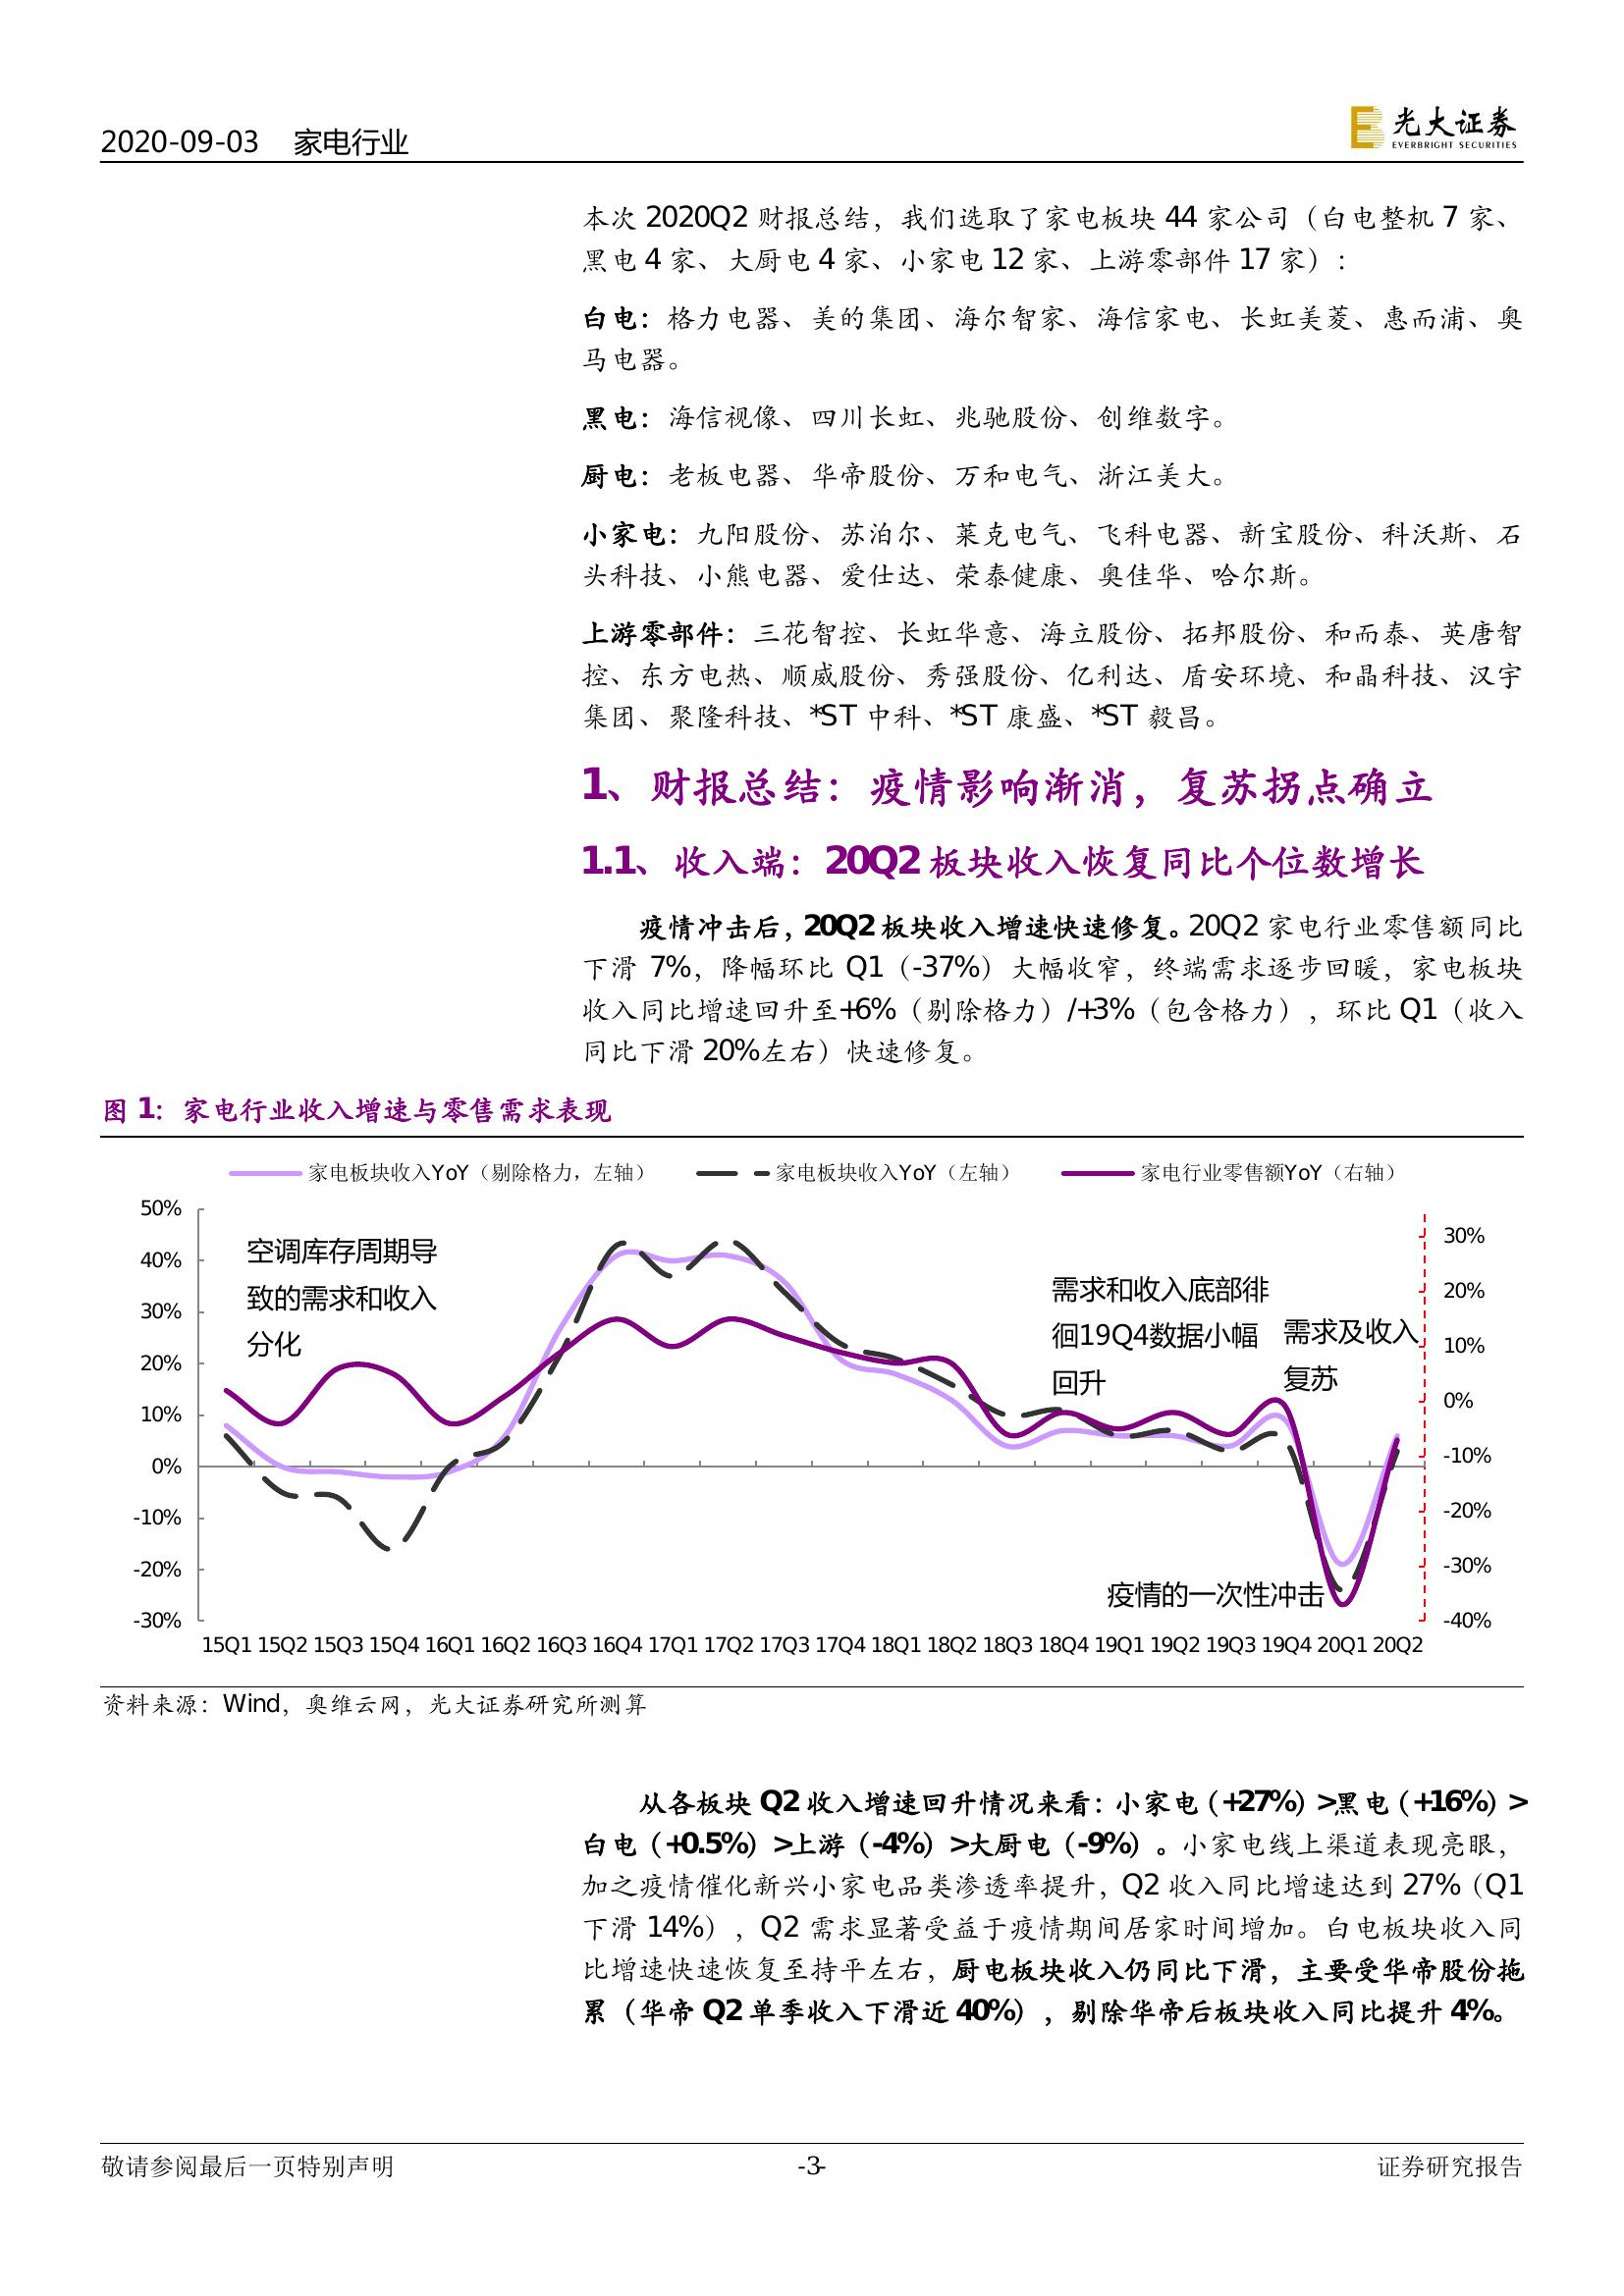 2020-09-03 家电行业
光大证券
EVERBRIGHT SECURITIES
本次 2020Q2 财报总结，我们选取了家电板块 44 家公司（白电整机 7 家、
黑电 4 家、大厨电 4 家、小家电 12 家、上游零部件 17 家）：
白电：格力电器、美的集团、海尔智家、海信家电、长虹美菱、惠而浦、奥
马电器。
黑电：海信视像、四川长虹、兆驰股份、创维数字。
厨电：老板电器、华帝股份、万和电气、浙江美大。
小家电：九阳股份、苏泊尔、莱克电气、飞科电器、新宝股份、科沃斯、石
头科技、小熊电器、爱仕达、荣泰健康、奥佳华、哈尔斯。
上游零部件：三花智控、长虹华意、海立股份、拓邦股份、和而泰、英唐智
控、东方电热、顺威股份、秀强股份、亿利达、盾安环境、和晶科技、汉宇
集团、聚隆科技、*ST 中科、*ST 康盛、*ST 毅昌。
1、财报总结：疫情影响渐消，复苏拐点确立
1.1、收入端：20Q2 板块收入恢复同比个位数增长
疫情冲击后，20Q2 板块收入增速快速修复。20Q2 家电行业零售额同比
下滑 7%，降幅环比 Q1（-37%）大幅收窄，终端需求逐步回暖，家电板块
收入同比增速回升至+6%（剔除格力）/+3%（包含格力），环比 Q1（收入
同比下滑 20%左右）快速修复。
图 1：家电行业收入增速与零售需求表现
家电板块收入YoY（剔除格力，左轴） 家电板块收入YoY（左轴） 家电行业零售额YoY（右轴）
50%
40%
30%
20%
10%
0%
-10%
-20%
-30%
空调库存周期导
致的需求和收入
分化
需求和收入底部徘
徊19Q4数据小幅
回升
需求及收入
复苏
疫情的一次性冲击
30%
20%
10%
0%
-10%
-20%
-30%
-40%
15Q1 15Q2 15Q3 15Q4 16Q1 16Q2 16Q3 16Q4 17Q1 17Q2 17Q3 17Q4 18Q1 18Q2 18Q3 18Q4 19Q1 19Q2 19Q3 19Q4 20Q1 20Q2
资料来源：Wind，奥维云网，光大证券研究所测算
从各板块 Q2 收入增速回升情况来看：小家电（+27%）>黑电（+16%）>
白电（+0.5%）>上游（-4%）>大厨电（-9%）。小家电线上渠道表现亮眼，
加之疫情催化新兴小家电品类渗透率提升，Q2 收入同比增速达到 27%（Q1
下滑 14%），Q2 需求显著受益于疫情期间居家时间增加。白电板块收入同
比增速快速恢复至持平左右，厨电板块收入仍同比下滑，主要受华帝股份拖
累（华帝 Q2 单季收入下滑近 40%），剔除华帝后板块收入同比提升 4%。
敬请参阅最后一页特别声明 -3- 证券研究报告